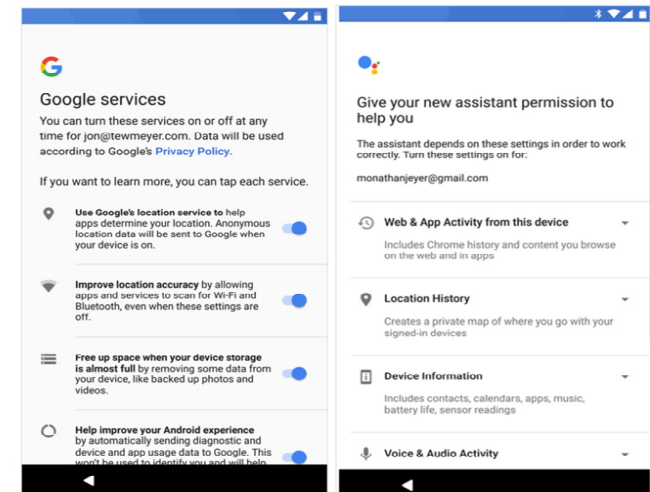 Google services
You can turn these services on or off at any
time for jon@tewmeyer.com. Data will be used
according to Google's Privacy Policy.
If you want to learn more, you can tap each service.
Use Google's location service to help
apps determine your location. Anonymous
location data will be sent to Google when
your device is on.
Improve location accuracy by allowing
apps and services to scan for Wi-Fi and
Bluetooth, even when these settings are
off.
Free up space when your device storage
is almost full by removing some data from
your device, like backed up photos and
videos.
Help improve your Android experience
by automatically sending diagnostic and
device and app usage data to Google. This
won't be used to identify you and will help
Give your new assistant permission to
help you
The assistant depends on these settings in order to work
correctly. Turn these settings on for:
monathanjeyer@gmail.com
Web & App Activity from this device
Includes Chrome history and content you browse
on the web and in apps
Location History
Creates a private map of where you go with your
signed-in devices
Device Information
Includes contacts, calendars, apps, music,
battery life, sensor readings
Voice & Audio Activity